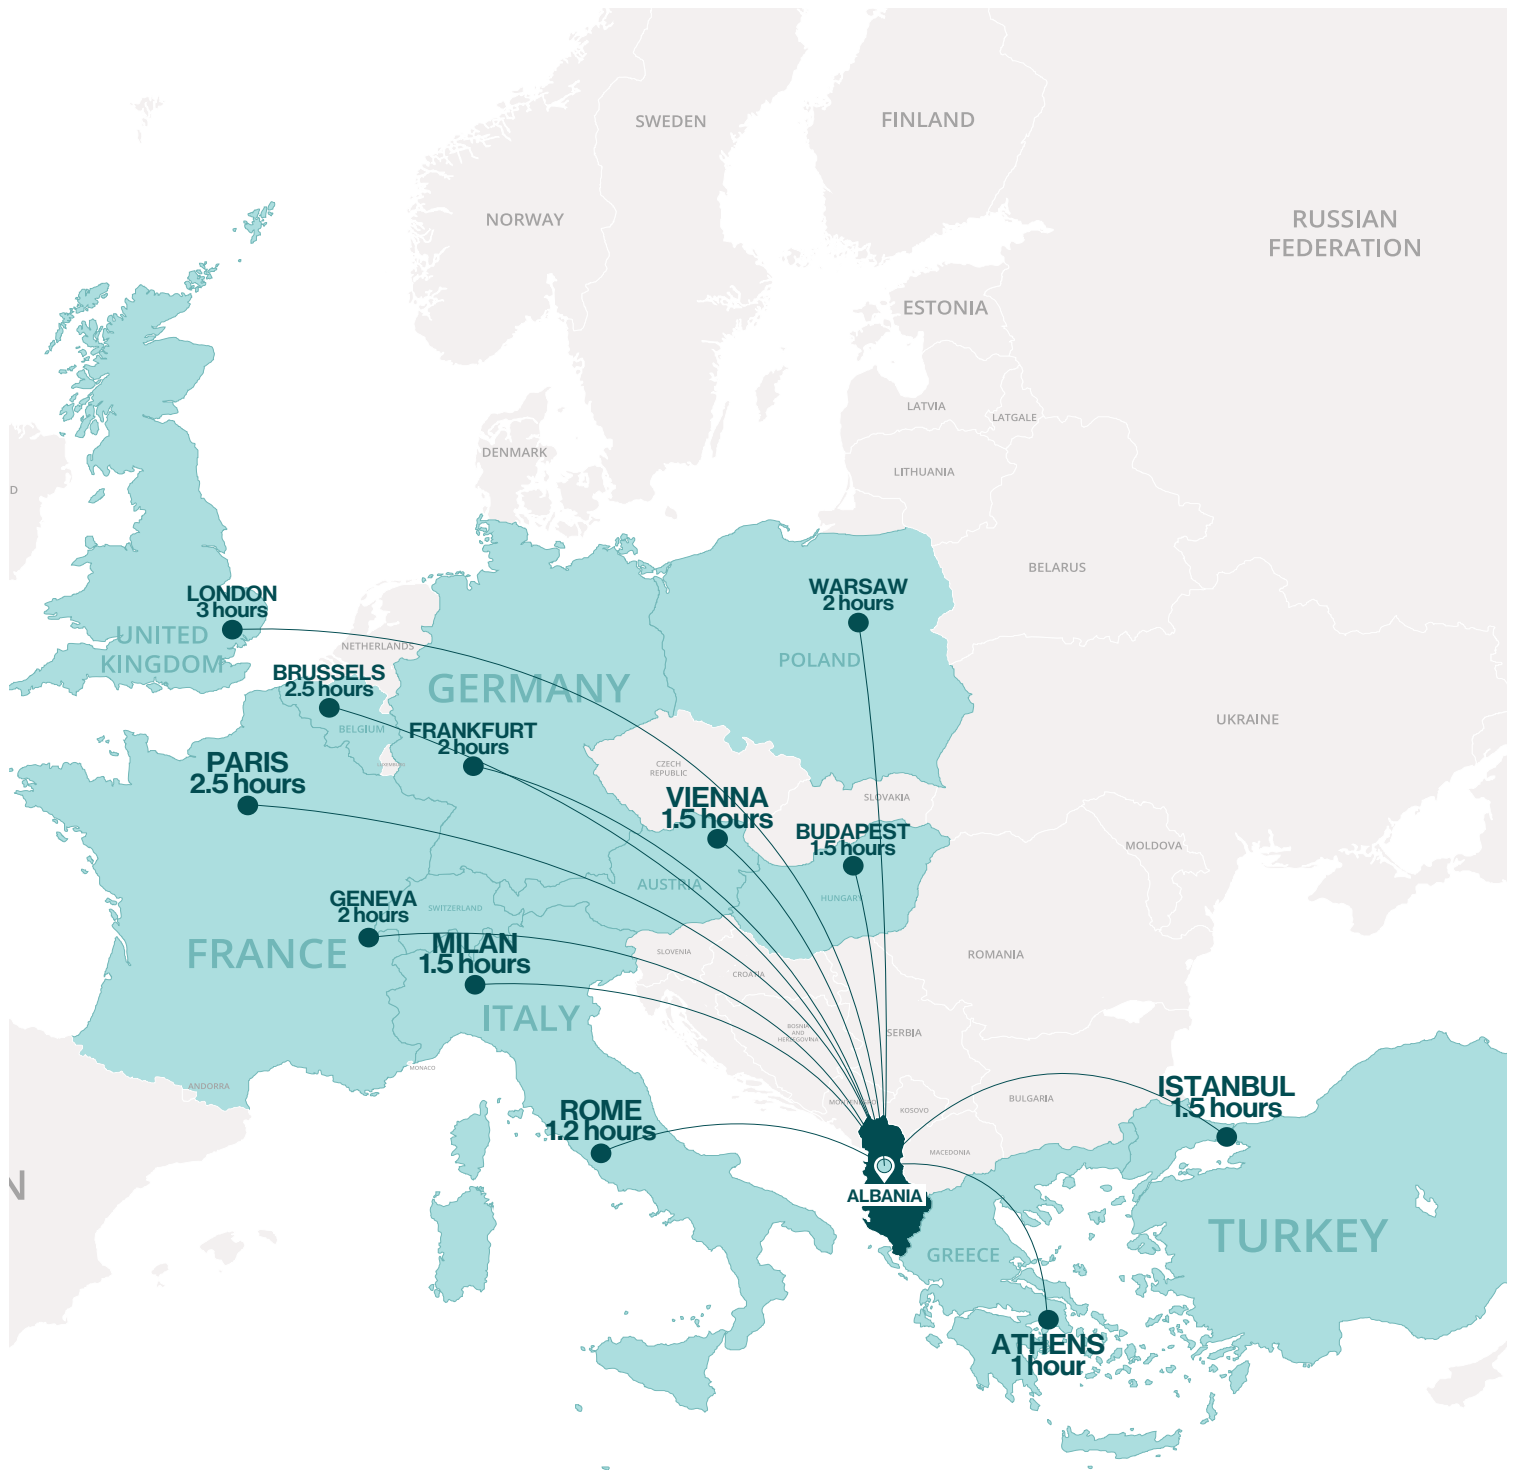 SWEDEN
FINLAND
NORWAY
RUSSIAN
FEDERATION
ESTONIA
LATVIA
LATGALE
DENMARK
LITHUANIA
D
BELARUS
LONDON
3 hours
WARSAW
2 hours
UNITED
KINGDOM
NETHERLANDS
POLAND
BRUSSELS
2.5 hours
GERMANY
BELGIUM
FRANKFURT
2 hours
UKRAINE
PARIS
2.5 hours
LUXEMBURG
CZECH
REPUBLIC
VIENNA
1.5 hours
SLOVAKIA
BUDAPEST
1.5 hours
MOLDOVA
AUSTRIA
HUNGARY
GENEVA
2 hours
SWITZERLAND
FRANCE
MILAN
1.5 hours
SLOVENIA
CROATIA
ROMANIA
ITALY
BOSNIA
AND
HERZEGOVINA
SERBIA
MONACO
ANDORRA
ISTANBUL
1.5 hours
ROME
1.2 hours
MONTENEGRO
KOSOVO
BULGARIA
MACEDONIA
N
ALBANIA
GREECE
TURKEY
ATHENS
1 hour